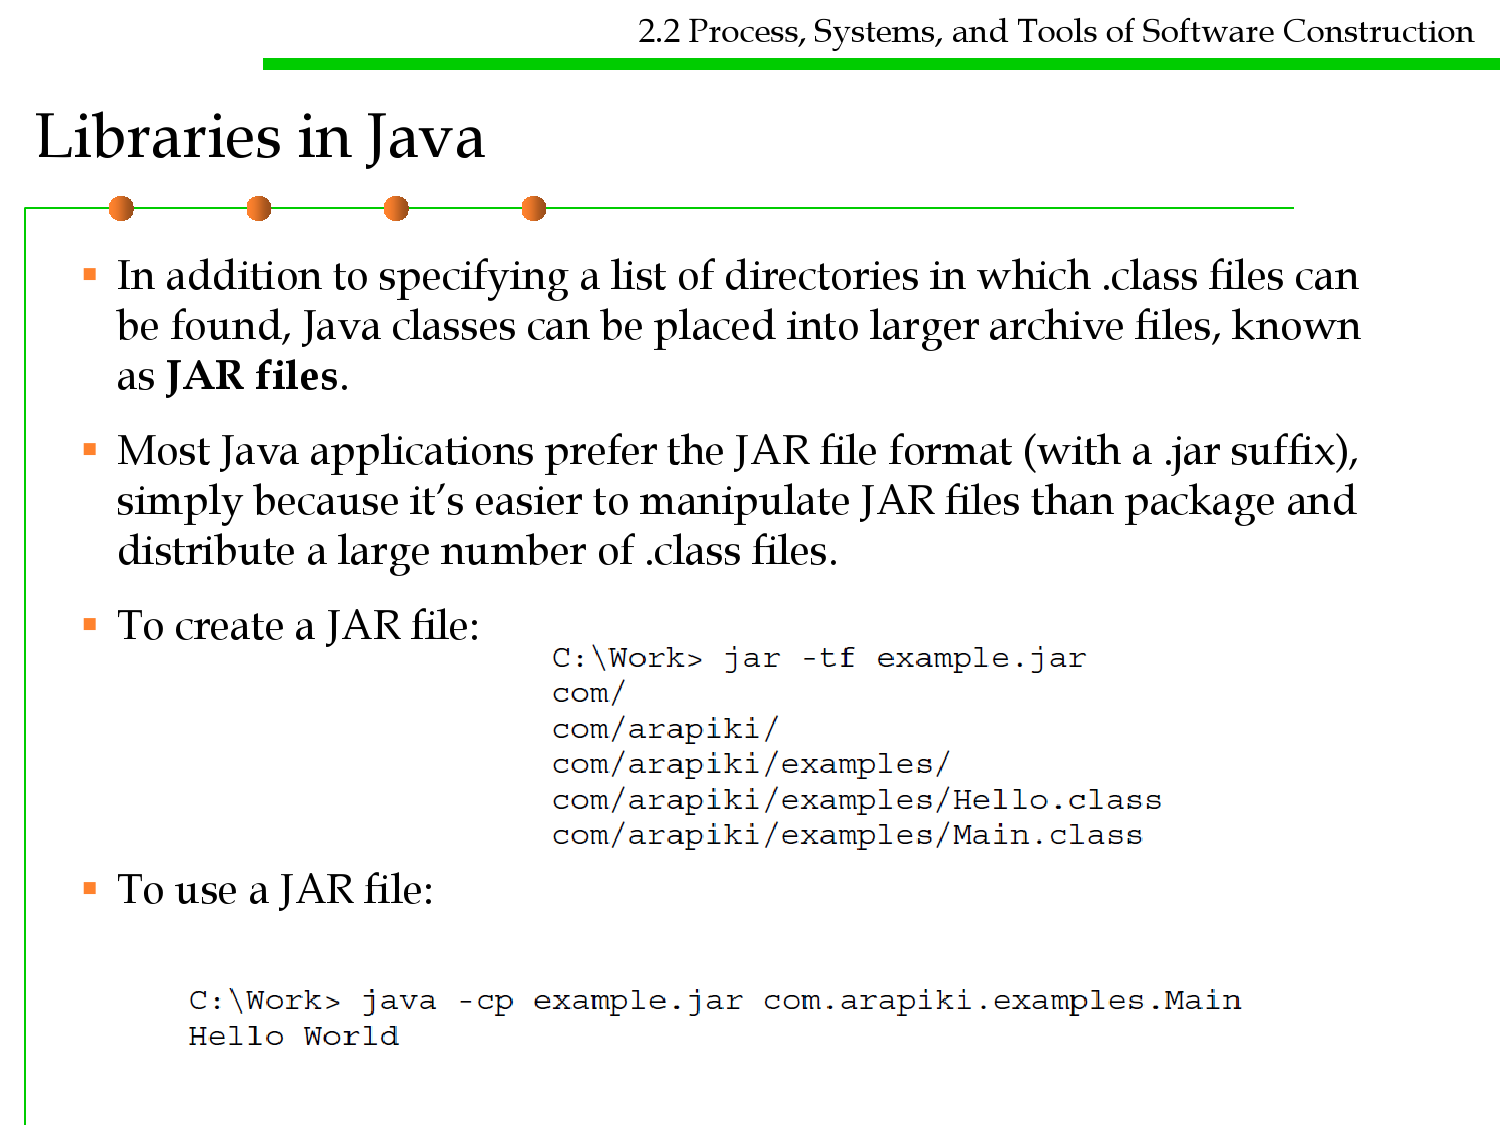 2.2 Process, Systems, and Tools of Software Construction
Libraries in Java
▪ In addition to specifying a list of directories in which .class files can
be found, Java classes can be placed into larger archive files, known
as JAR files.
▪ Most Java applications prefer the JAR file format (with a .jar suffix),
simply because it’s easier to manipulate JAR files than package and
distribute a large number of .class files.
▪ To create a JAR file:
C:\Work> jar -tf example.jar
com/
com/arapiki/
com/arapiki/examples/
com/arapiki/examples/Hello.class
com/arapiki/examples/Main.class
▪ To use a JAR file:
C:\Work> java -cp example.jar com.arapiki.examples.Main
Hello World